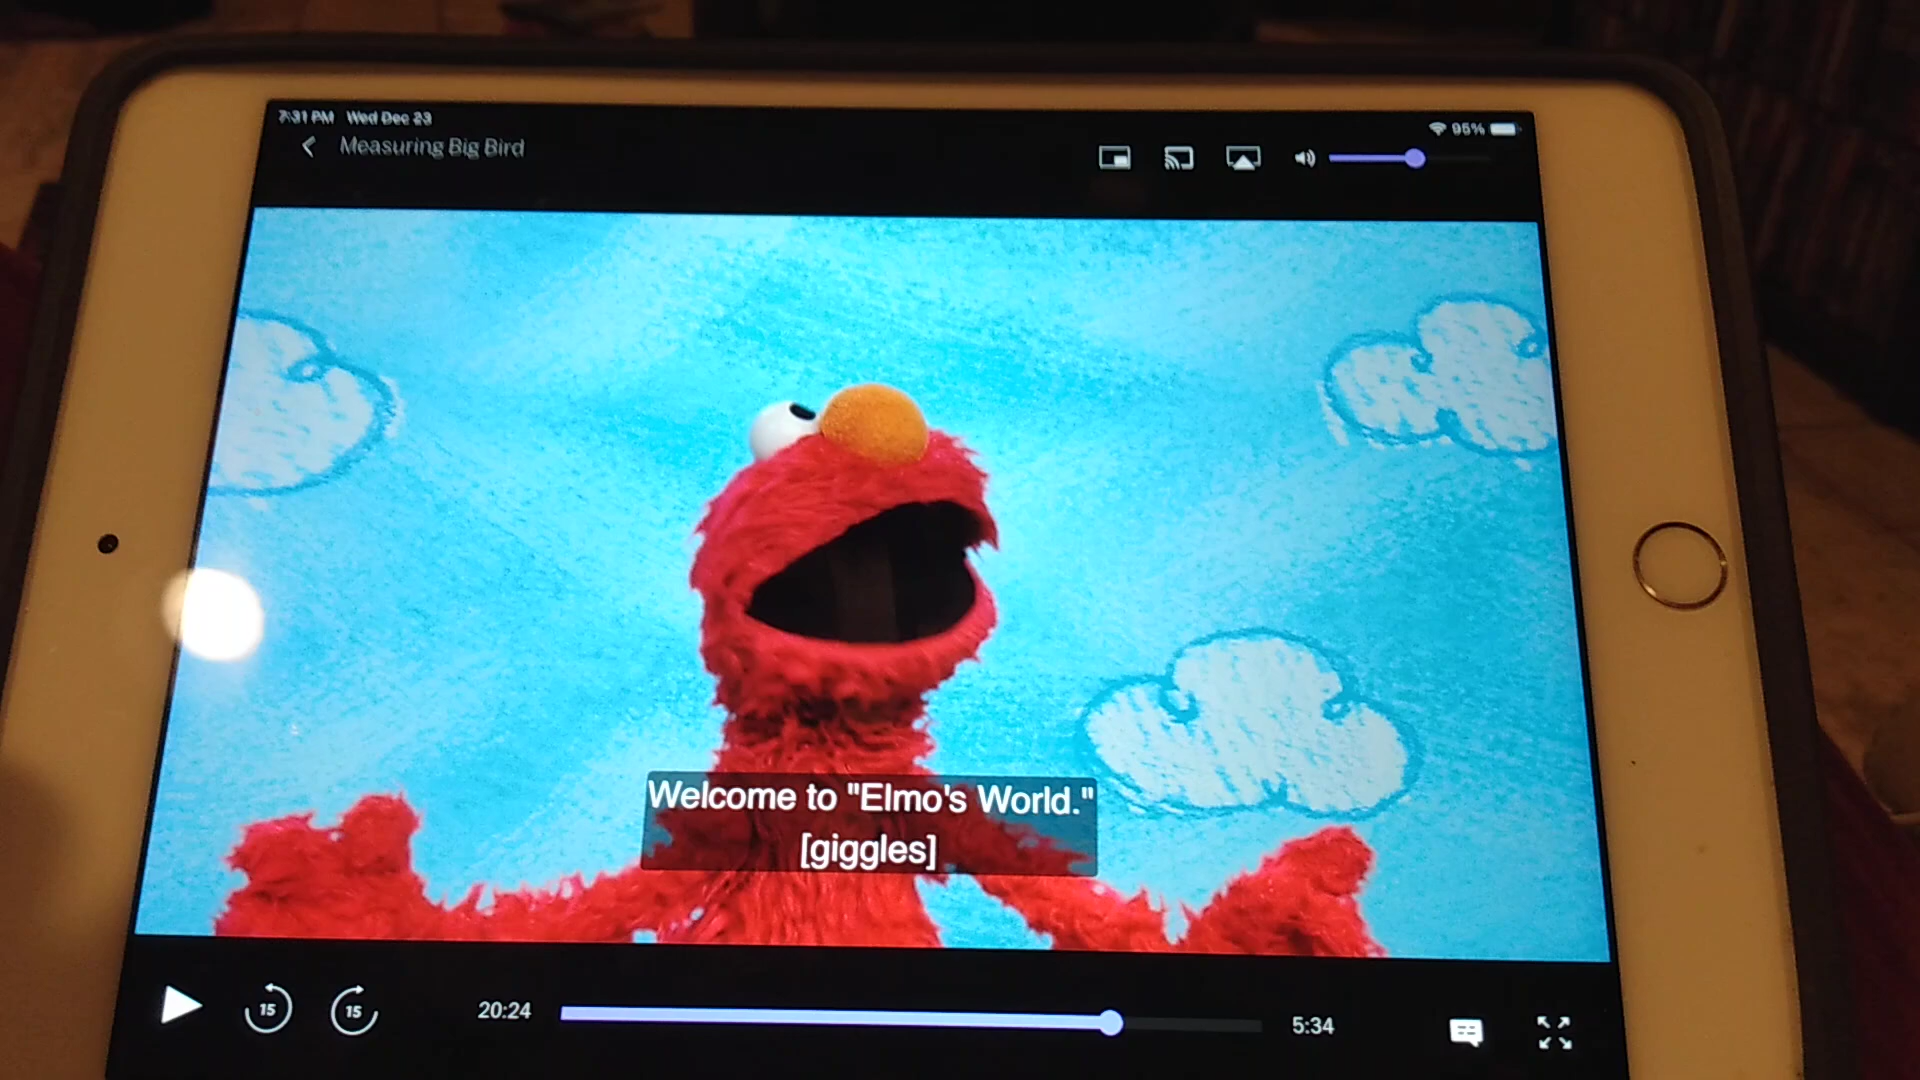 7:31 PM Wed Dec 23
95%
Measuring Big Bird
Welcome to "Elmo's World."
[giggles]
15
15
20:24
5:34